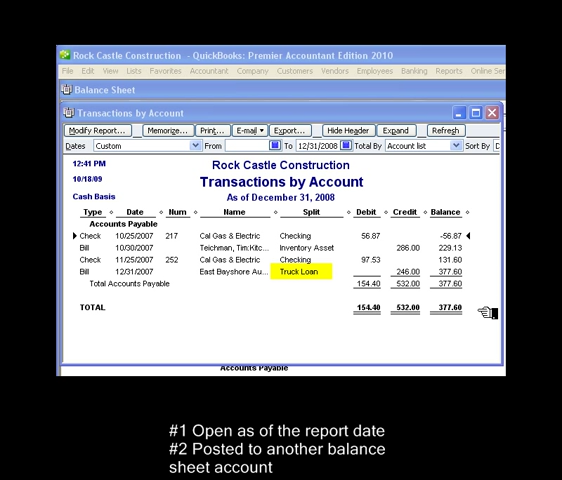 Rock Castle Construction - QuickBooks: Premier Accountant Edition 2010
File Edit View Lists Favorites Accountant Company Customers Vendors Employees Banking Reports Online Ser
Balance Sheet
Transactions by Account
Modify Report... Memorize... Print... E-mail Export... Hide Header Expand Refresh
Dates Custom From To 12/31/2008 Total By Account list Sort By D
12:41 PM Rock Castle Construction
10/18/09 Transactions by Account
Cash Basis As of December 31, 2008
Type Date Num Name Split Debit Credit Balance
Accounts Payable
Check 10/25/2007 217 Cal Gas & Electric Checking 56.87 -56.87
Bill 10/30/2007 Teichman, Tim:Kitc... Inventory Asset 286.00 229.13
Check 11/25/2007 252 Cal Gas & Electric Checking 97.53 131.60
Bill 12/31/2007 East Bayshore Au... Truck Loan 246.00 377.60
Total Accounts Payable 154.40 532.00 377.60
TOTAL 154.40 532.00 377.60
Accounts Payable
#1 Open as of the report date
#2 Posted to another balance
sheet account